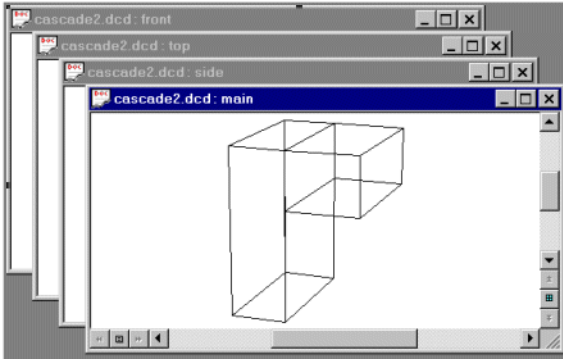 cascade2.dcd : front
cascade2.dcd : top
cascade2.dcd : side
cascade2.dcd : main